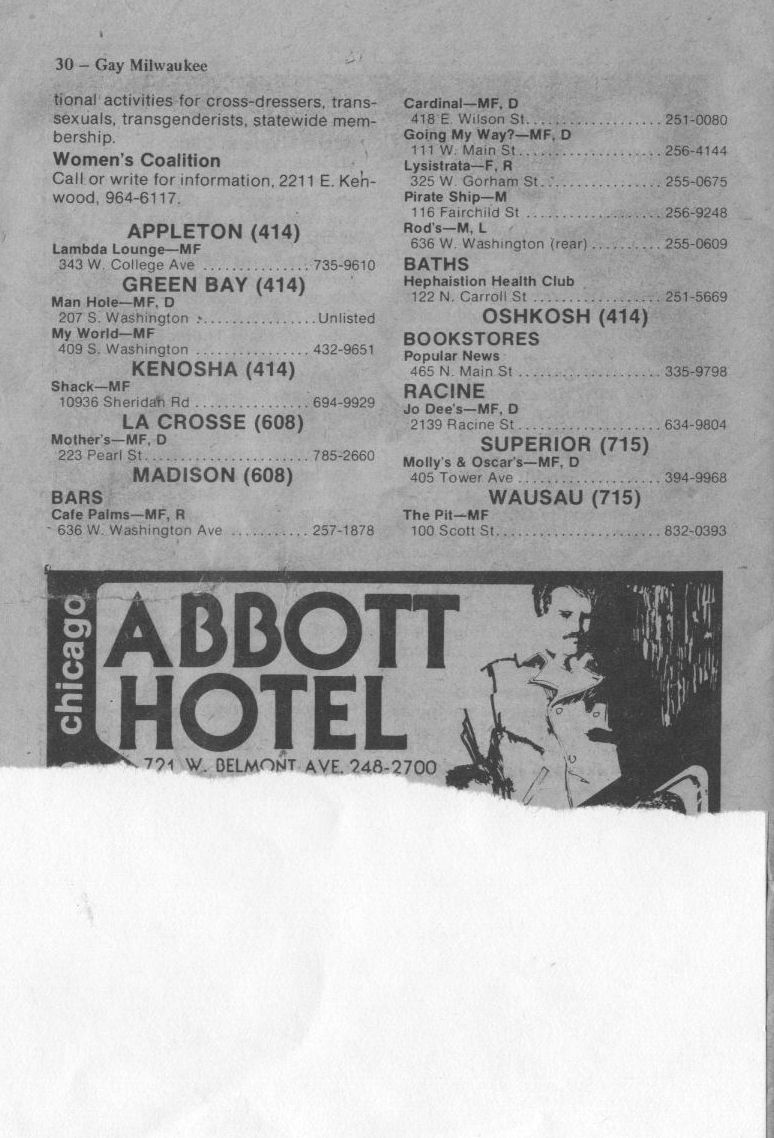 30 – Gay Milwaukee
tional activities for cross-dressers, trans-
sexuals, transgenderists, statewide mem-
bership.
Women's Coalition
Call or write for information, 2211 E. Ken-
wood, 964-6117.
APPLETON (414)
Lambda Lounge—MF
343 W. College Ave ............... 735-9610
GREEN BAY (414)
Man Hole—MF, D
207 S. Washington ................ Unlisted
My World—MF
409 S. Washington ................ 432-9651
KENOSHA (414)
Shack—MF
10936 Sheridan Rd ................ 694-9929
LA CROSSE (608)
Mother's—MF, D
223 Pearl St....................... 785-2660
MADISON (608)
BARS
Cafe Palms—MF, R
636 W. Washington Ave ........... 257-1878
Cardinal—MF, D
418 E. Wilson St................... 251-0080
Going My Way?—MF, D
111 W. Main St.................... 256-4144
Lysistrata—F, R
325 W. Gorham St................. 255-0675
Pirate Ship—M
116 Fairchild St ................... 256-9248
Rod's—M, L
636 W. Washington (rear) .......... 255-0609
BATHS
Hephaistion Health Club
122 N. Carroll St .................. 251-5669
OSHKOSH (414)
BOOKSTORES
Popular News
465 N. Main St .................... 335-9798
RACINE
Jo Dee's—MF, D
2139 Racine St .................... 634-9804
SUPERIOR (715)
Molly's & Oscar's—MF, D
405 Tower Ave .................... 394-9968
WAUSAU (715)
The Pit—MF
100 Scott St....................... 832-0393
chicago
ABBOTT
HOTEL
721 W. BELMONT AVE. 248-2700